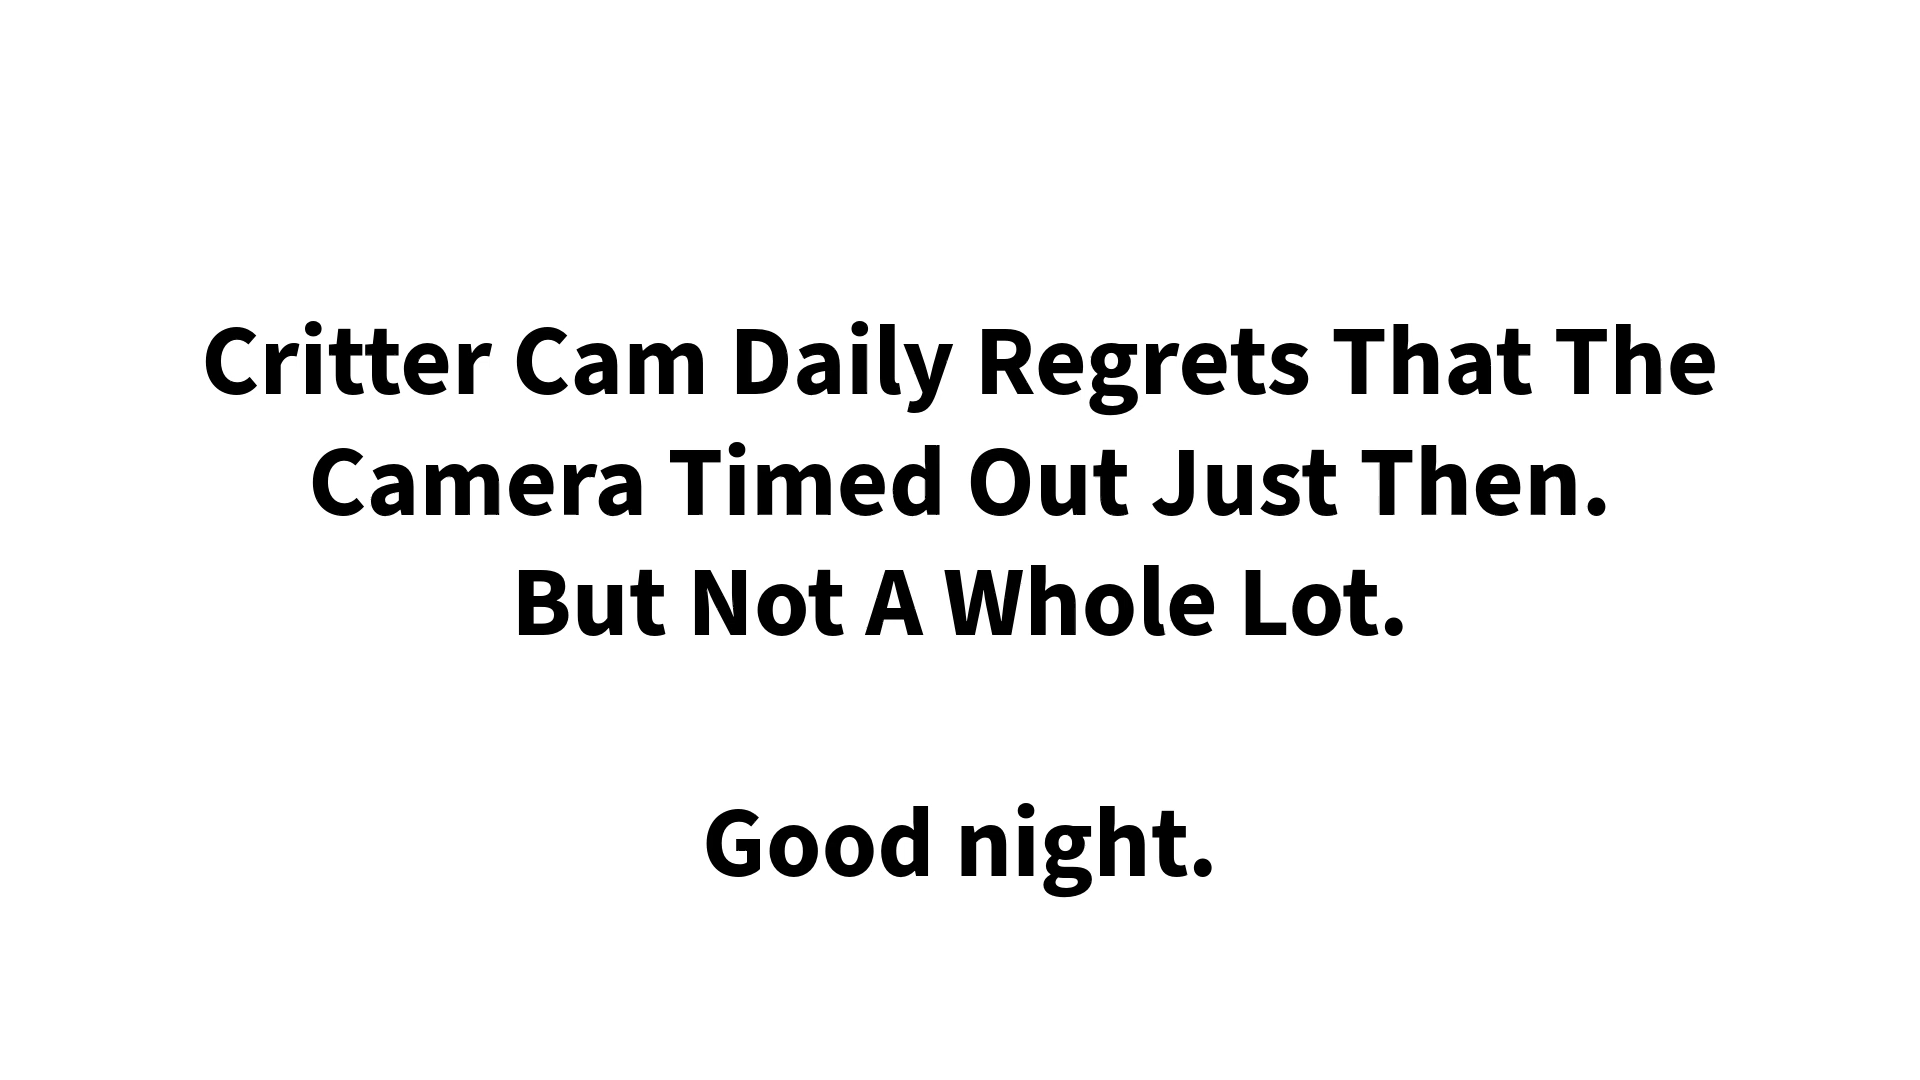 Critter Cam Daily Regrets That The
Camera Timed Out Just Then.
But Not A Whole Lot.
Good night.